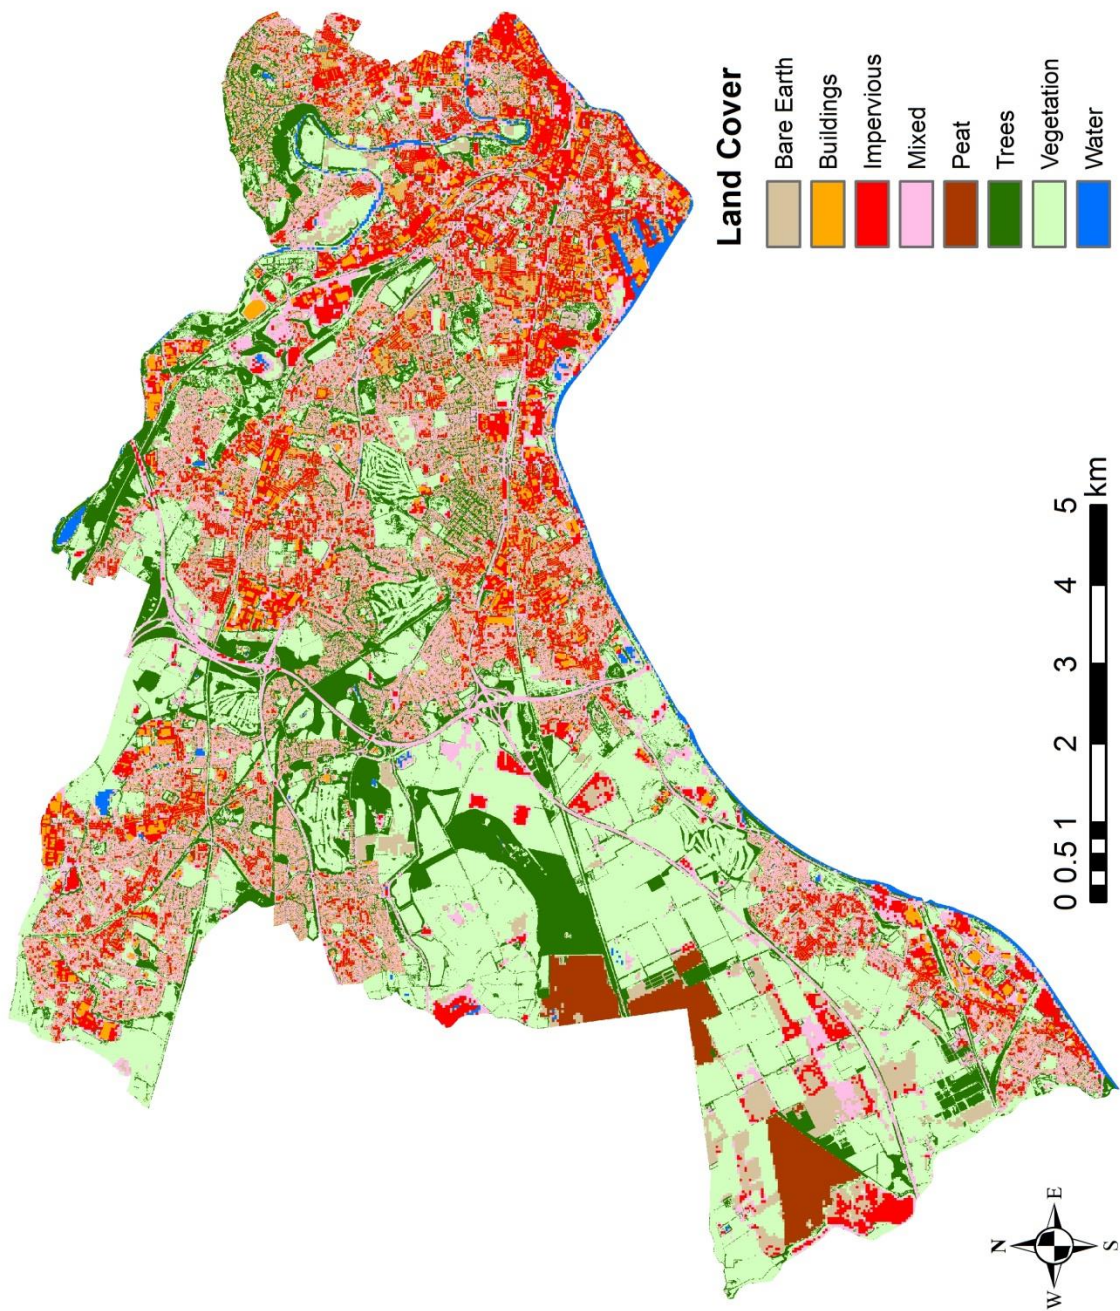 Land Cover
Bare Earth
Buildings
Impervious
Mixed
Peat
Trees
Vegetation
Water
0 0.5 1 2 3 4 5
km
N
W E
S